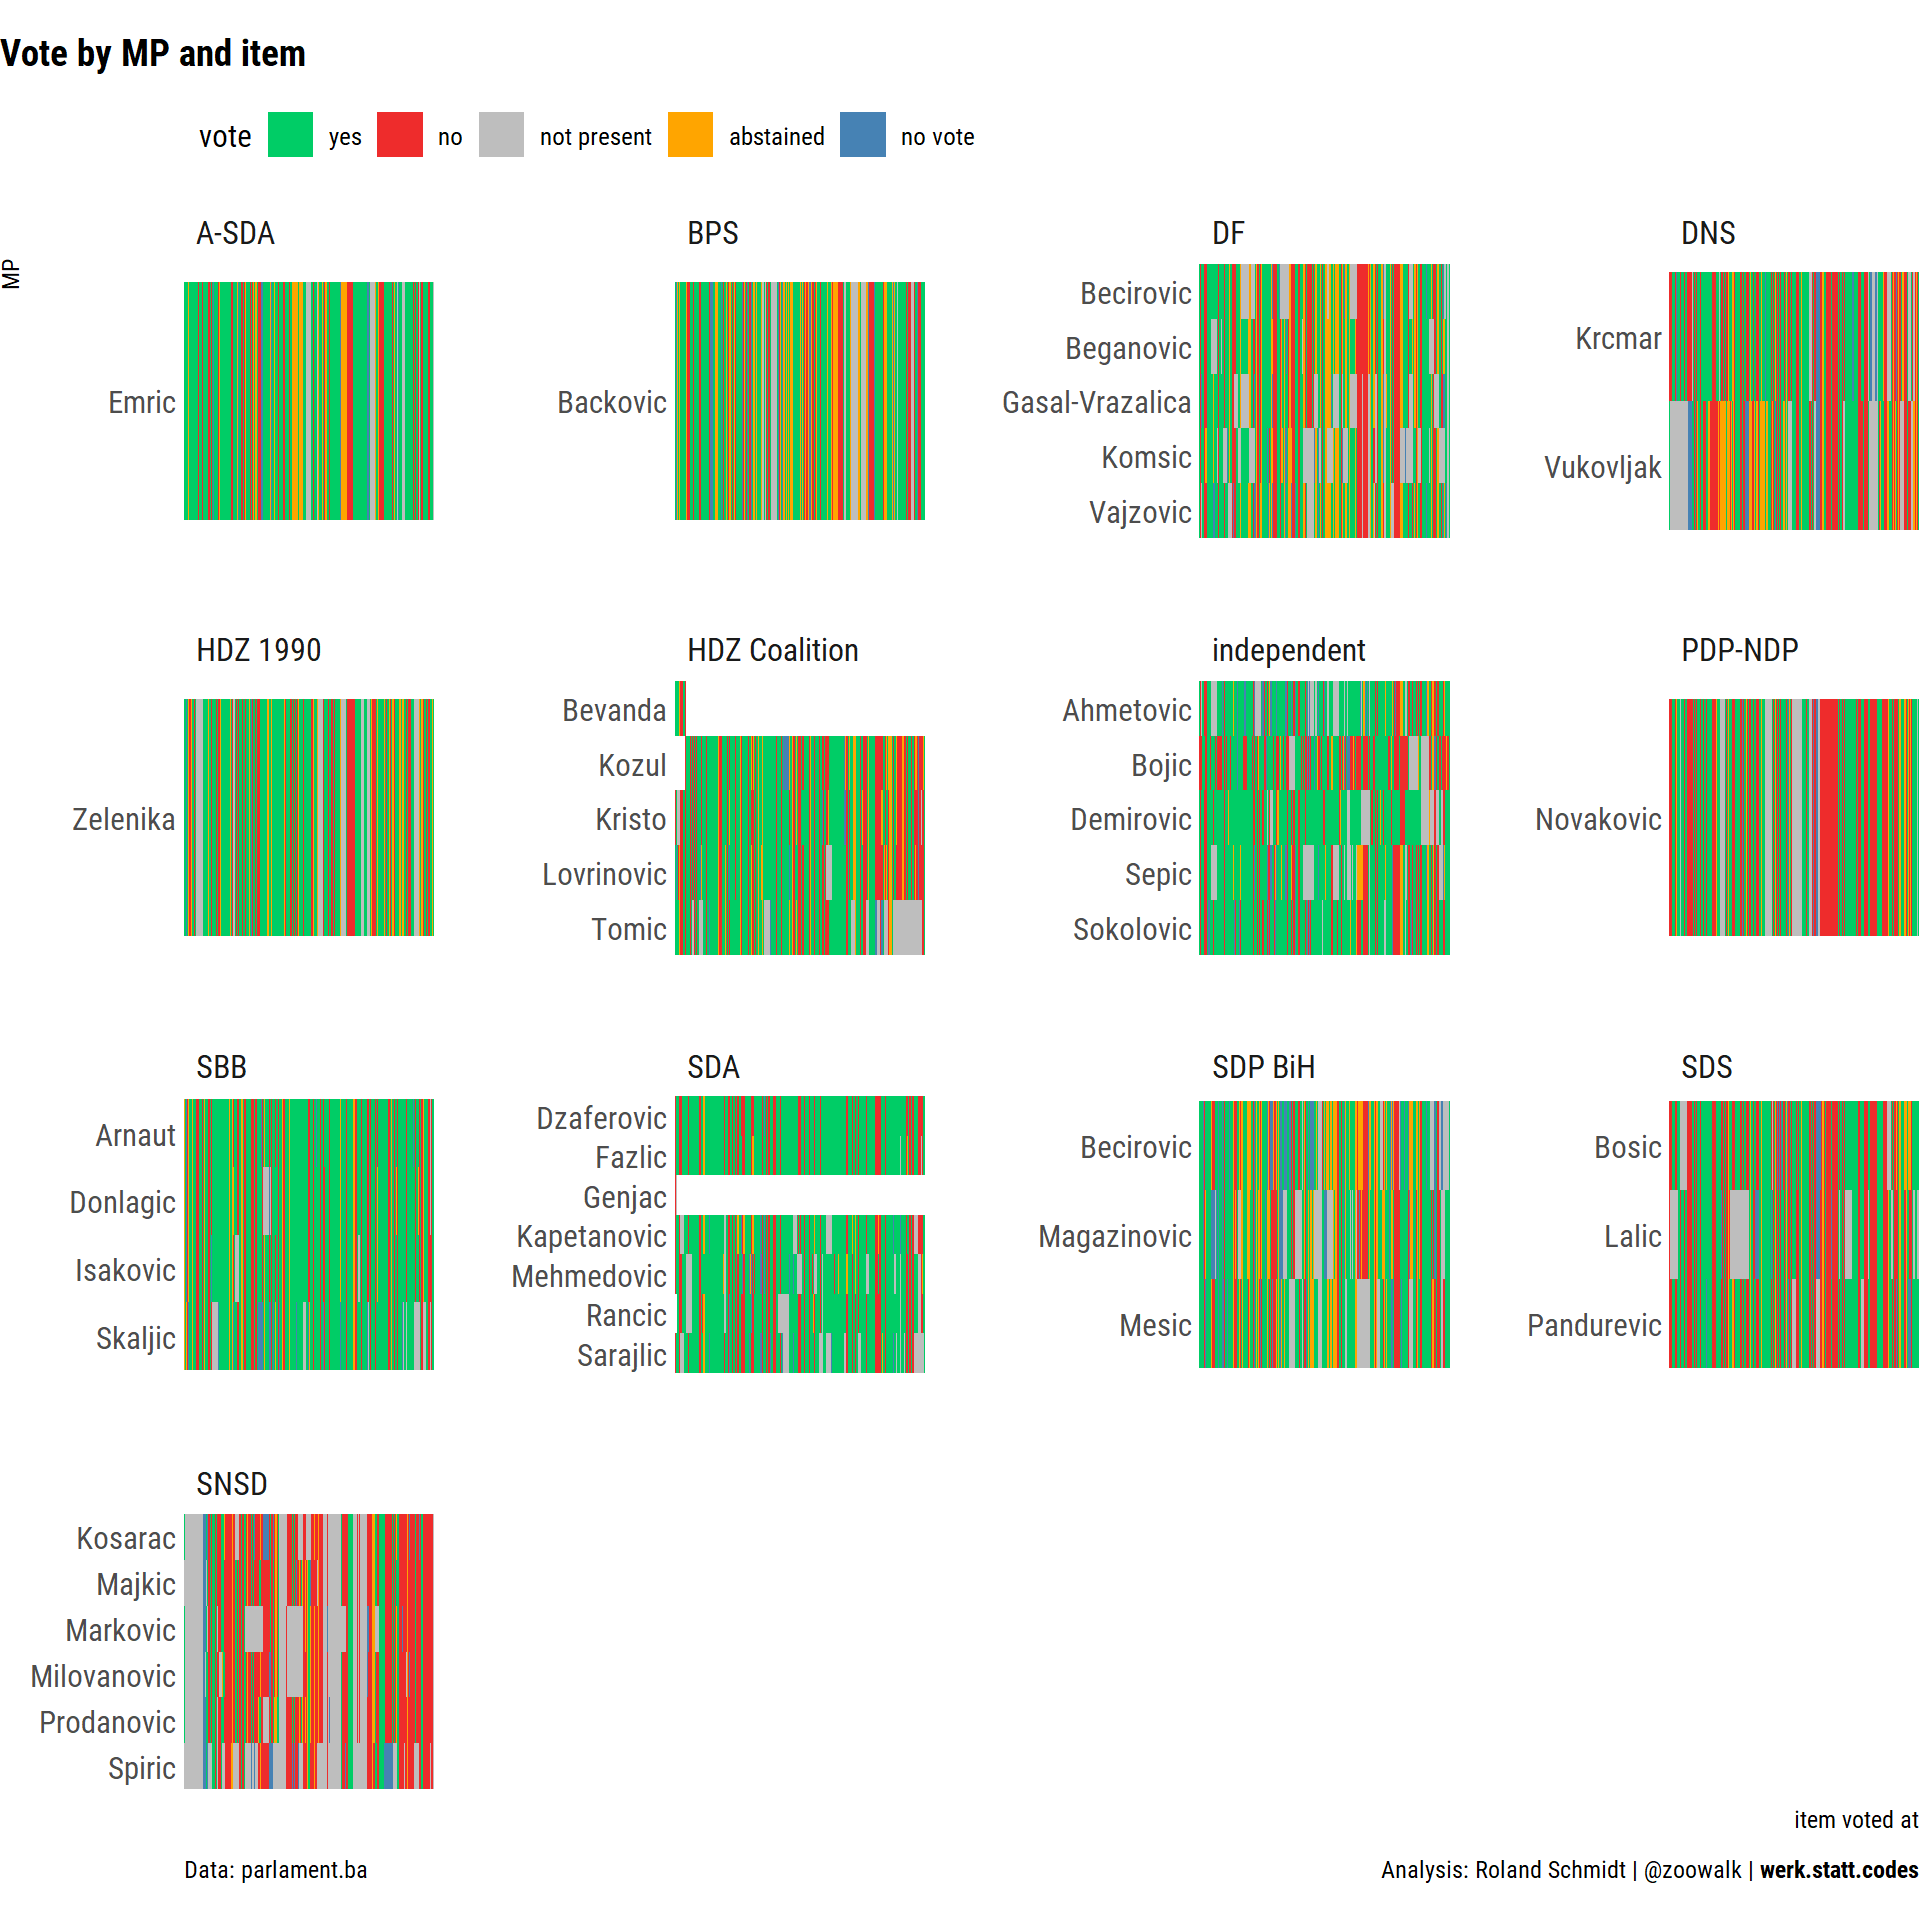 Vote by MP and item
vote yes no not present abstained no vote
MP
A-SDA
Emric
BPS
Backovic
DF
Becirovic
Beganovic
Gasal-Vrazalica
Komsic
Vajzovic
DNS
Krcmar
Vukovljak
HDZ 1990
Zelenika
HDZ Coalition
Bevanda
Kozul
Kristo
Lovrinovic
Tomic
independent
Ahmetovic
Bojic
Demirovic
Sepic
Sokolovic
PDP-NDP
Novakovic
SBB
Arnaut
Donlagic
Isakovic
Skaljic
SDA
Dzaferovic
Fazlic
Genjac
Kapetanovic
Mehmedovic
Rancic
Sarajlic
SDP BiH
Becirovic
Magazinovic
Mesic
SDS
Bosic
Lalic
Pandurevic
SNSD
Kosarac
Majkic
Markovic
Milovanovic
Prodanovic
Spiric
item voted at
Data: parlament.ba
Analysis: Roland Schmidt | @zoowalk | werk.statt.codes